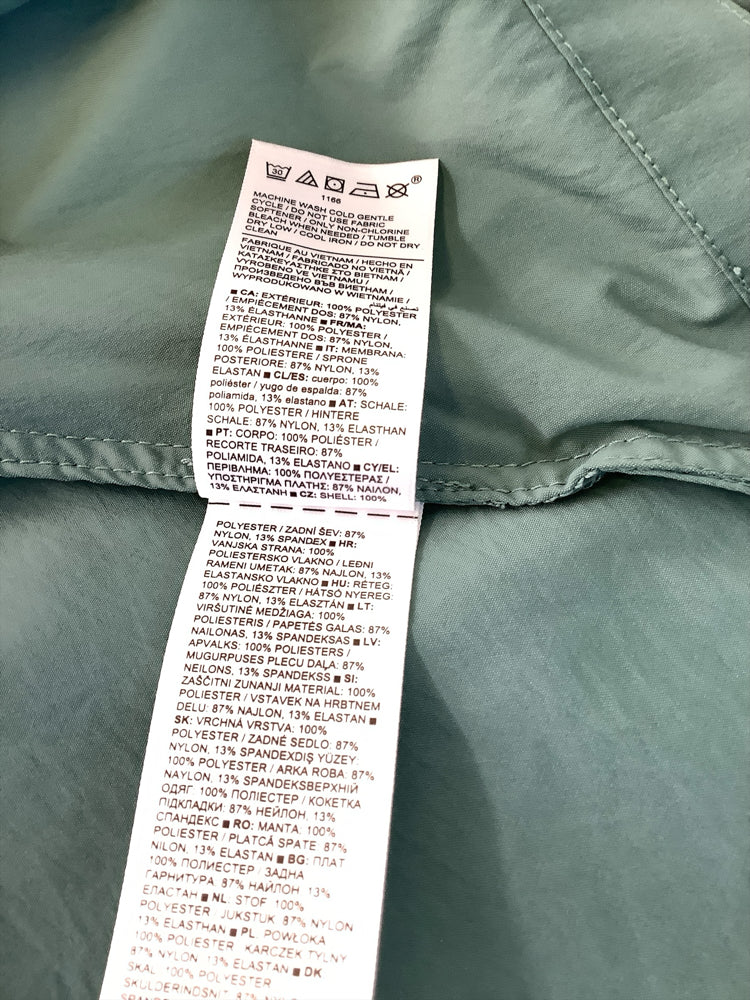 30 ®
1166
MACHINE WASH COLD GENTLE
CYCLE / DO NOT USE FABRIC
SOFTENER / ONLY NON-CHLORINE
BLEACH WHEN NEEDED / TUMBLE
DRY LOW / COOL IRON / DO NOT DRY
CLEAN
FABRIQUE AU VIETNAM / HECHO EN
VIETNAM / FABRICADO NO VIETNÃ /
ΚΑΤΑΣΚΕΥΑΣΤΗΚΕ ΣΤΟ ΒΙΕΤΝΑΜ /
VYROBENO VE VIETNAMU /
ПРОИЗВЕДЕНО ВЪВ ВИЕТНАМ /
WYPRODUKOWANO W WIETNAMIE /
تصنع في فيتنام
■ CA: EXTÉRIEUR: 100% POLYESTER
/ EMPIÈCEMENT DOS: 87% NYLON,
13% ÉLASTHANNE ■ FR/MA:
EXTÉRIEUR: 100% POLYESTER /
EMPIÈCEMENT DOS: 87% NYLON,
13% ÉLASTHANNE ■ IT: MEMBRANA:
100% POLIESTERE / SPRONE
POSTERIORE: 87% NYLON, 13%
ELASTAN ■ CL/ES: cuerpo: 100%
poliéster / yugo de espalda: 87%
poliamida, 13% elastano ■ AT: SCHALE:
100% POLYESTER / HINTERE
SCHALE: 87% NYLON, 13% ELASTHAN
■ PT: CORPO: 100% POLIÉSTER /
RECORTE TRASEIRO: 87%
POLIAMIDA, 13% ELASTANO ■ CY/EL:
ΠΕΡΙΒΛΗΜΑ: 100% ΠΟΛΥΕΣΤΕΡΑΣ /
ΥΠΟΣΤΗΡΙΓΜΑ ΠΛΑΤΗΣ: 87% ΝΑΙΛΟΝ,
13% ΕΛΑΣΤΑΝΗ ■ CZ: SHELL: 100%
POLYESTER / ZADNÍ ŠEV: 87%
NYLON, 13% SPANDEX ■ HR:
VANJSKA STRANA: 100%
POLIESTERSKO VLAKNO / LEĐNI
RAMENI UMETAK: 87% NAJLON, 13%
ELASTANSKO VLAKNO ■ HU: RÉTEG:
100% POLIÉSZTER / HÁTSÓ NYEREG:
87% NYLON, 13% ELASZTÁN ■ LT:
VIRŠUTINĖ MEDŽIAGA: 100%
POLIESTERIS / PAPETĖS GALAS: 87%
NAILONAS, 13% SPANDEKSAS ■ LV:
APVALKS: 100% POLIESTERS /
MUGURPUSES PLECU DAĻA: 87%
NEILONS, 13% SPANDEKSS ■ SI:
ZAŠČITNI ZUNANJI MATERIAL: 100%
POLIESTER / VSTAVEK NA HRBTNEM
DELU: 87% NAJLON, 13% ELASTAN ■
SK: VRCHNÁ VRSTVA: 100%
POLYESTER / ZADNÉ SEDLO: 87%
NYLON, 13% SPANDEXDIŞ YÜZEY:
100% POLYESTER / ARKA ROBA: 87%
NAYLON, 13% SPANDEKSВЕРХНІЙ
ОДЯГ: 100% ПОЛІЕСТЕР / КОКЕТКА
ПІДКЛАДКИ: 87% НЕЙЛОН, 13%
СПАНДЕКС ■ RO: MANTA: 100%
POLIESTER / PLATCĂ SPATE: 87%
NILON, 13% ELASTAN ■ BG: ПЛАТ
100% ПОЛИЕСТЕР / ЗАДНА
ГАРНИТУРА: 87% НАЙЛОН, 13%
ЕЛАСТАН ■ NL: STOF: 100%
POLYESTER, JUKSTUK: 87% NYLON
13% ELASTHAN ■ PL: POWŁOKA
100% POLIESTER, KARCZEK TYLNY
87% NYLON, 13% ELASTAN ■ DK
SKAL: 100% POLYESTER
SKULDERINDSNIT: 87% NYLON